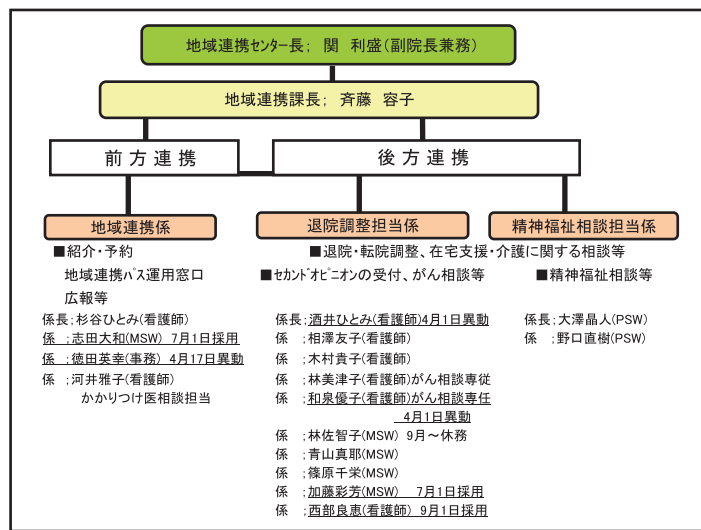 地域連携センター長； 関　利盛（副院長兼務）
地域連携課長； 斉藤　容子
前方連携
後方連携
地域連携係
■紹介・予約
地域連携パス運用窓口
広報等
係長；杉谷ひとみ(看護師)
係　；志田大和(MSW) 7月1日採用
係　；徳田英幸(事務) 4月17日異動
係　；河井雅子(看護師)
かかりつけ医相談担当
退院調整担当係
精神福祉相談担当係
■退院・転院調整、在宅支援・介護に関する相談等
■セカンドオピニオンの受付、がん相談等
■精神福祉相談等
係長；酒井ひとみ(看護師)4月1日異動
係　；相澤友子(看護師)
係　；木村貴子(看護師)
係　；林美津子(看護師)がん相談専従
係　；和泉優子(看護師)がん相談専任
4月1日異動
係　；林佐智子(MSW) 9月～休務
係　；青山真耶(MSW)
係　；篠原千栄(MSW)
係　；加藤彩芳(MSW)　7月1日採用
係　；西部良恵(看護師) 9月1日採用
係長；大澤晶人(PSW)
係　；野口直樹(PSW)